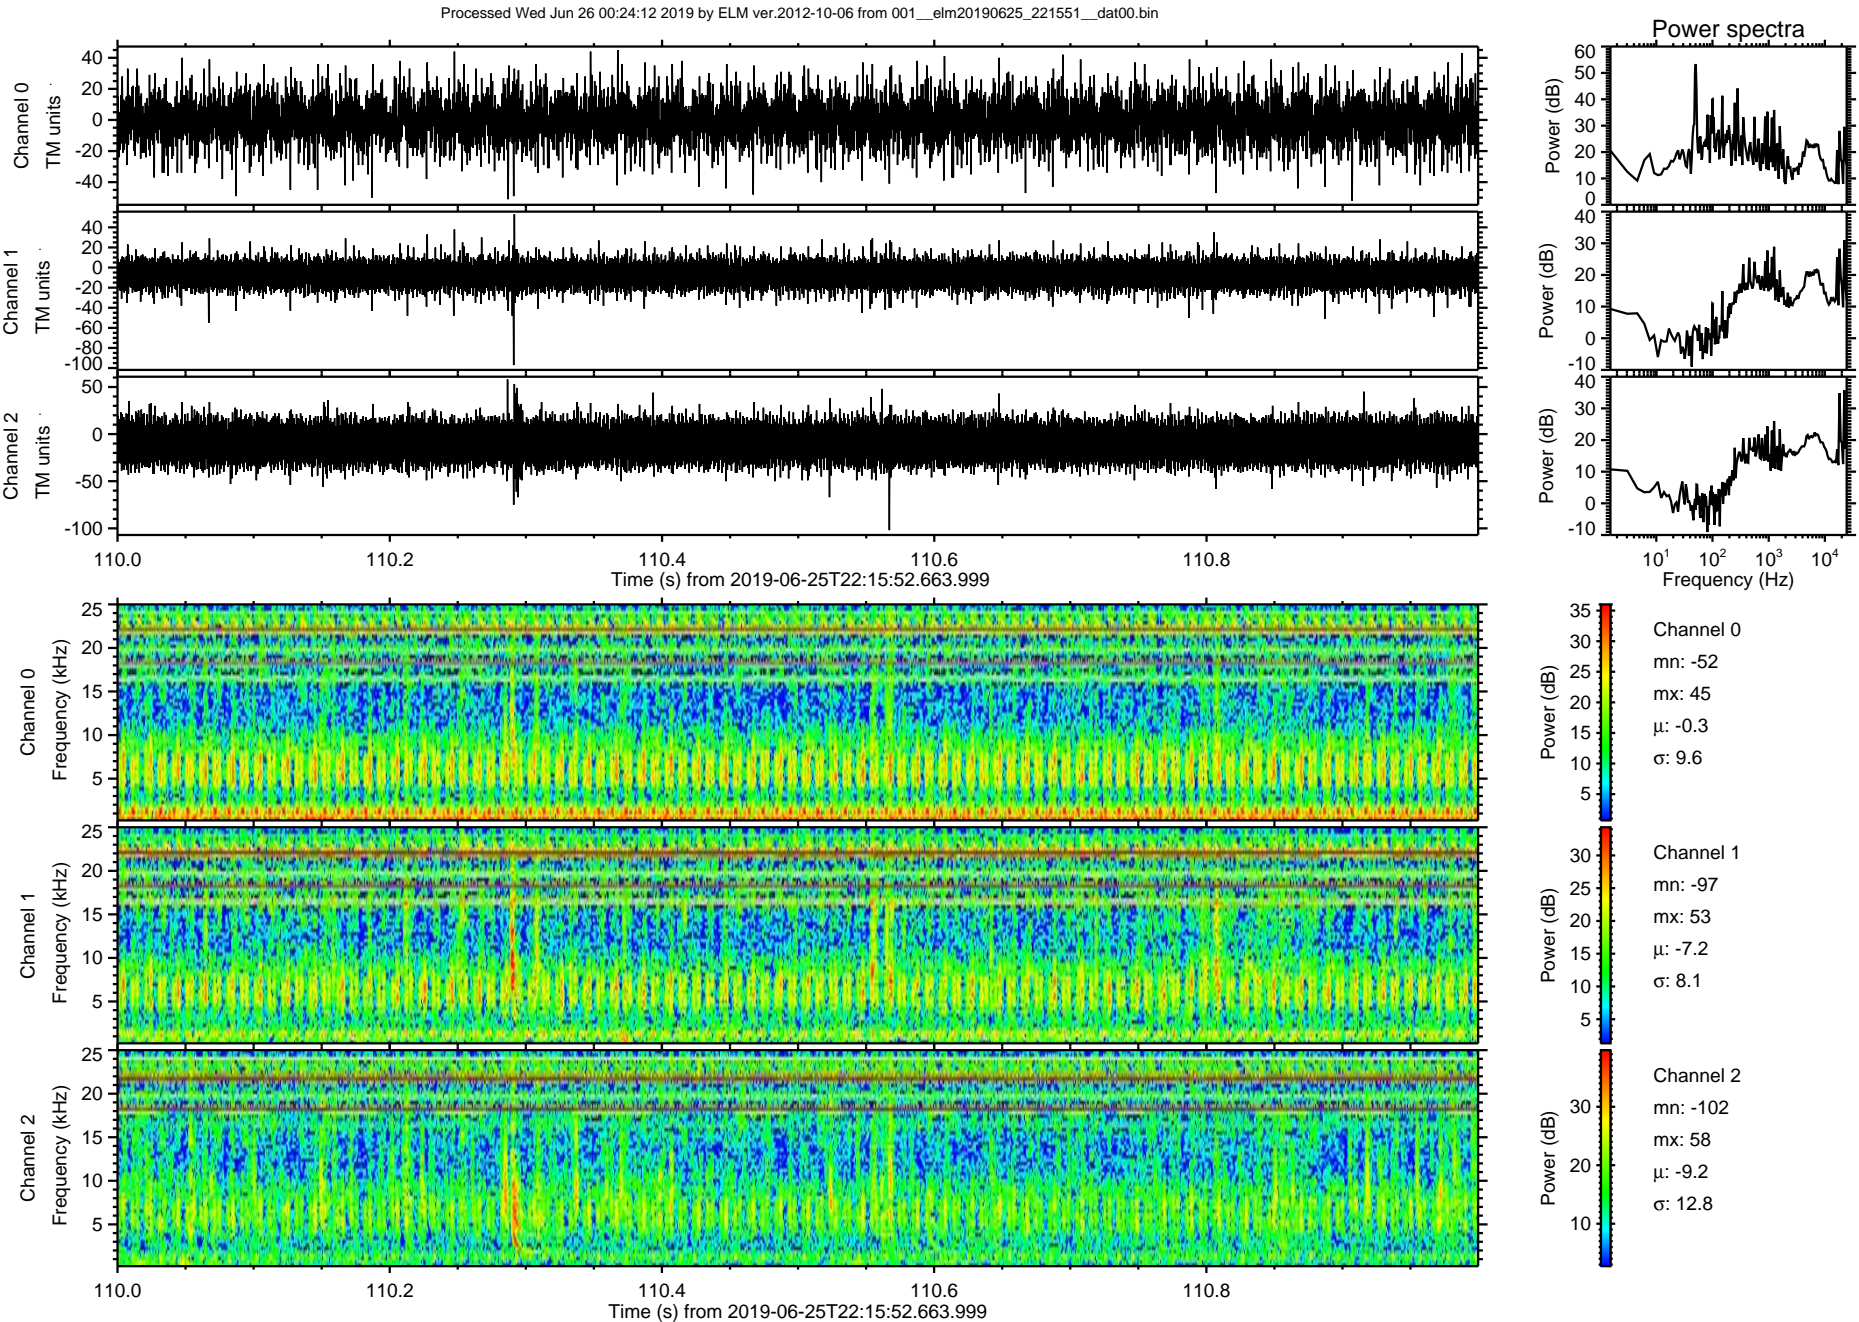 Processed Wed Jun 26 00:24:12 2019 by ELM ver.2012-10-06 from 001__elm20190625_221551__dat00.bin
Power spectra
Channel 0
TM units
40
20
0
-20
-40
Power (dB)
60
50
40
30
20
10
0
Channel 1
TM units
40
20
0
-20
-40
-60
-80
-100
Power (dB)
40
30
20
10
0
-10
Channel 2
TM units
50
0
-50
-100
Power (dB)
40
30
20
10
0
-10
110.0 110.2 110.4 110.6 110.8
Time (s) from 2019-06-25T22:15:52.663.999
10¹ 10² 10³ 10⁴
Frequency (Hz)
Channel 0
Frequency (kHz)
25
20
15
10
5
Power (dB)
35
30
25
20
15
10
5
Channel 0
mn: -52
mx: 45
μ: -0.3
σ: 9.6
Channel 1
Frequency (kHz)
25
20
15
10
5
Power (dB)
30
25
20
15
10
5
Channel 1
mn: -97
mx: 53
μ: -7.2
σ: 8.1
Channel 2
Frequency (kHz)
25
20
15
10
5
Power (dB)
30
20
10
Channel 2
mn: -102
mx: 58
μ: -9.2
σ: 12.8
110.0 110.2 110.4 110.6 110.8
Time (s) from 2019-06-25T22:15:52.663.999